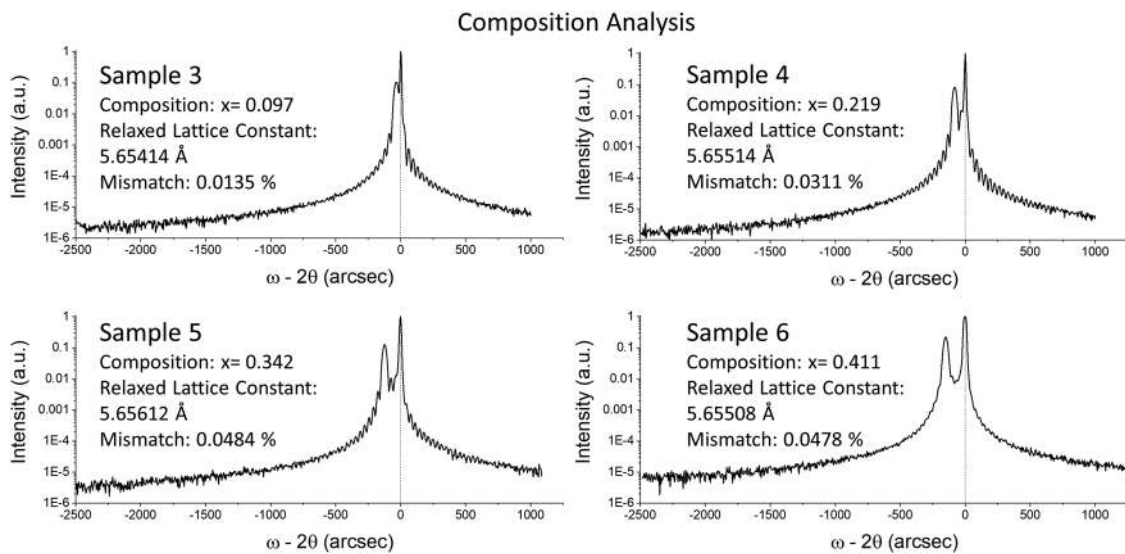 Composition Analysis
Intensity (a.u.)
1
0.1
0.01
0.001
1E-4
1E-5
1E-6
Sample 3
Composition: x= 0.097
Relaxed Lattice Constant:
5.65414 Å
Mismatch: 0.0135 %
-2500 -2000 -1500 -1000 -500 0 500 1000
ω - 2θ (arcsec)
Intensity (a.u.)
1
0.1
0.01
0.001
1E-4
1E-5
1E-6
Sample 4
Composition: x= 0.219
Relaxed Lattice Constant:
5.65514 Å
Mismatch: 0.0311 %
-2500 -2000 -1500 -1000 -500 0 500 1000
ω - 2θ (arcsec)
Intensity (a.u.)
1
0.1
0.01
0.001
1E-4
1E-5
1E-6
Sample 5
Composition: x= 0.342
Relaxed Lattice Constant:
5.65612 Å
Mismatch: 0.0484 %
-2500 -2000 -1500 -1000 -500 0 500 1000
ω - 2θ (arcsec)
Intensity (a.u.)
1
0.1
0.01
0.001
1E-4
1E-5
1E-6
Sample 6
Composition: x= 0.411
Relaxed Lattice Constant:
5.65508 Å
Mismatch: 0.0478 %
-2500 -2000 -1500 -1000 -500 0 500 1000
ω - 2θ (arcsec)